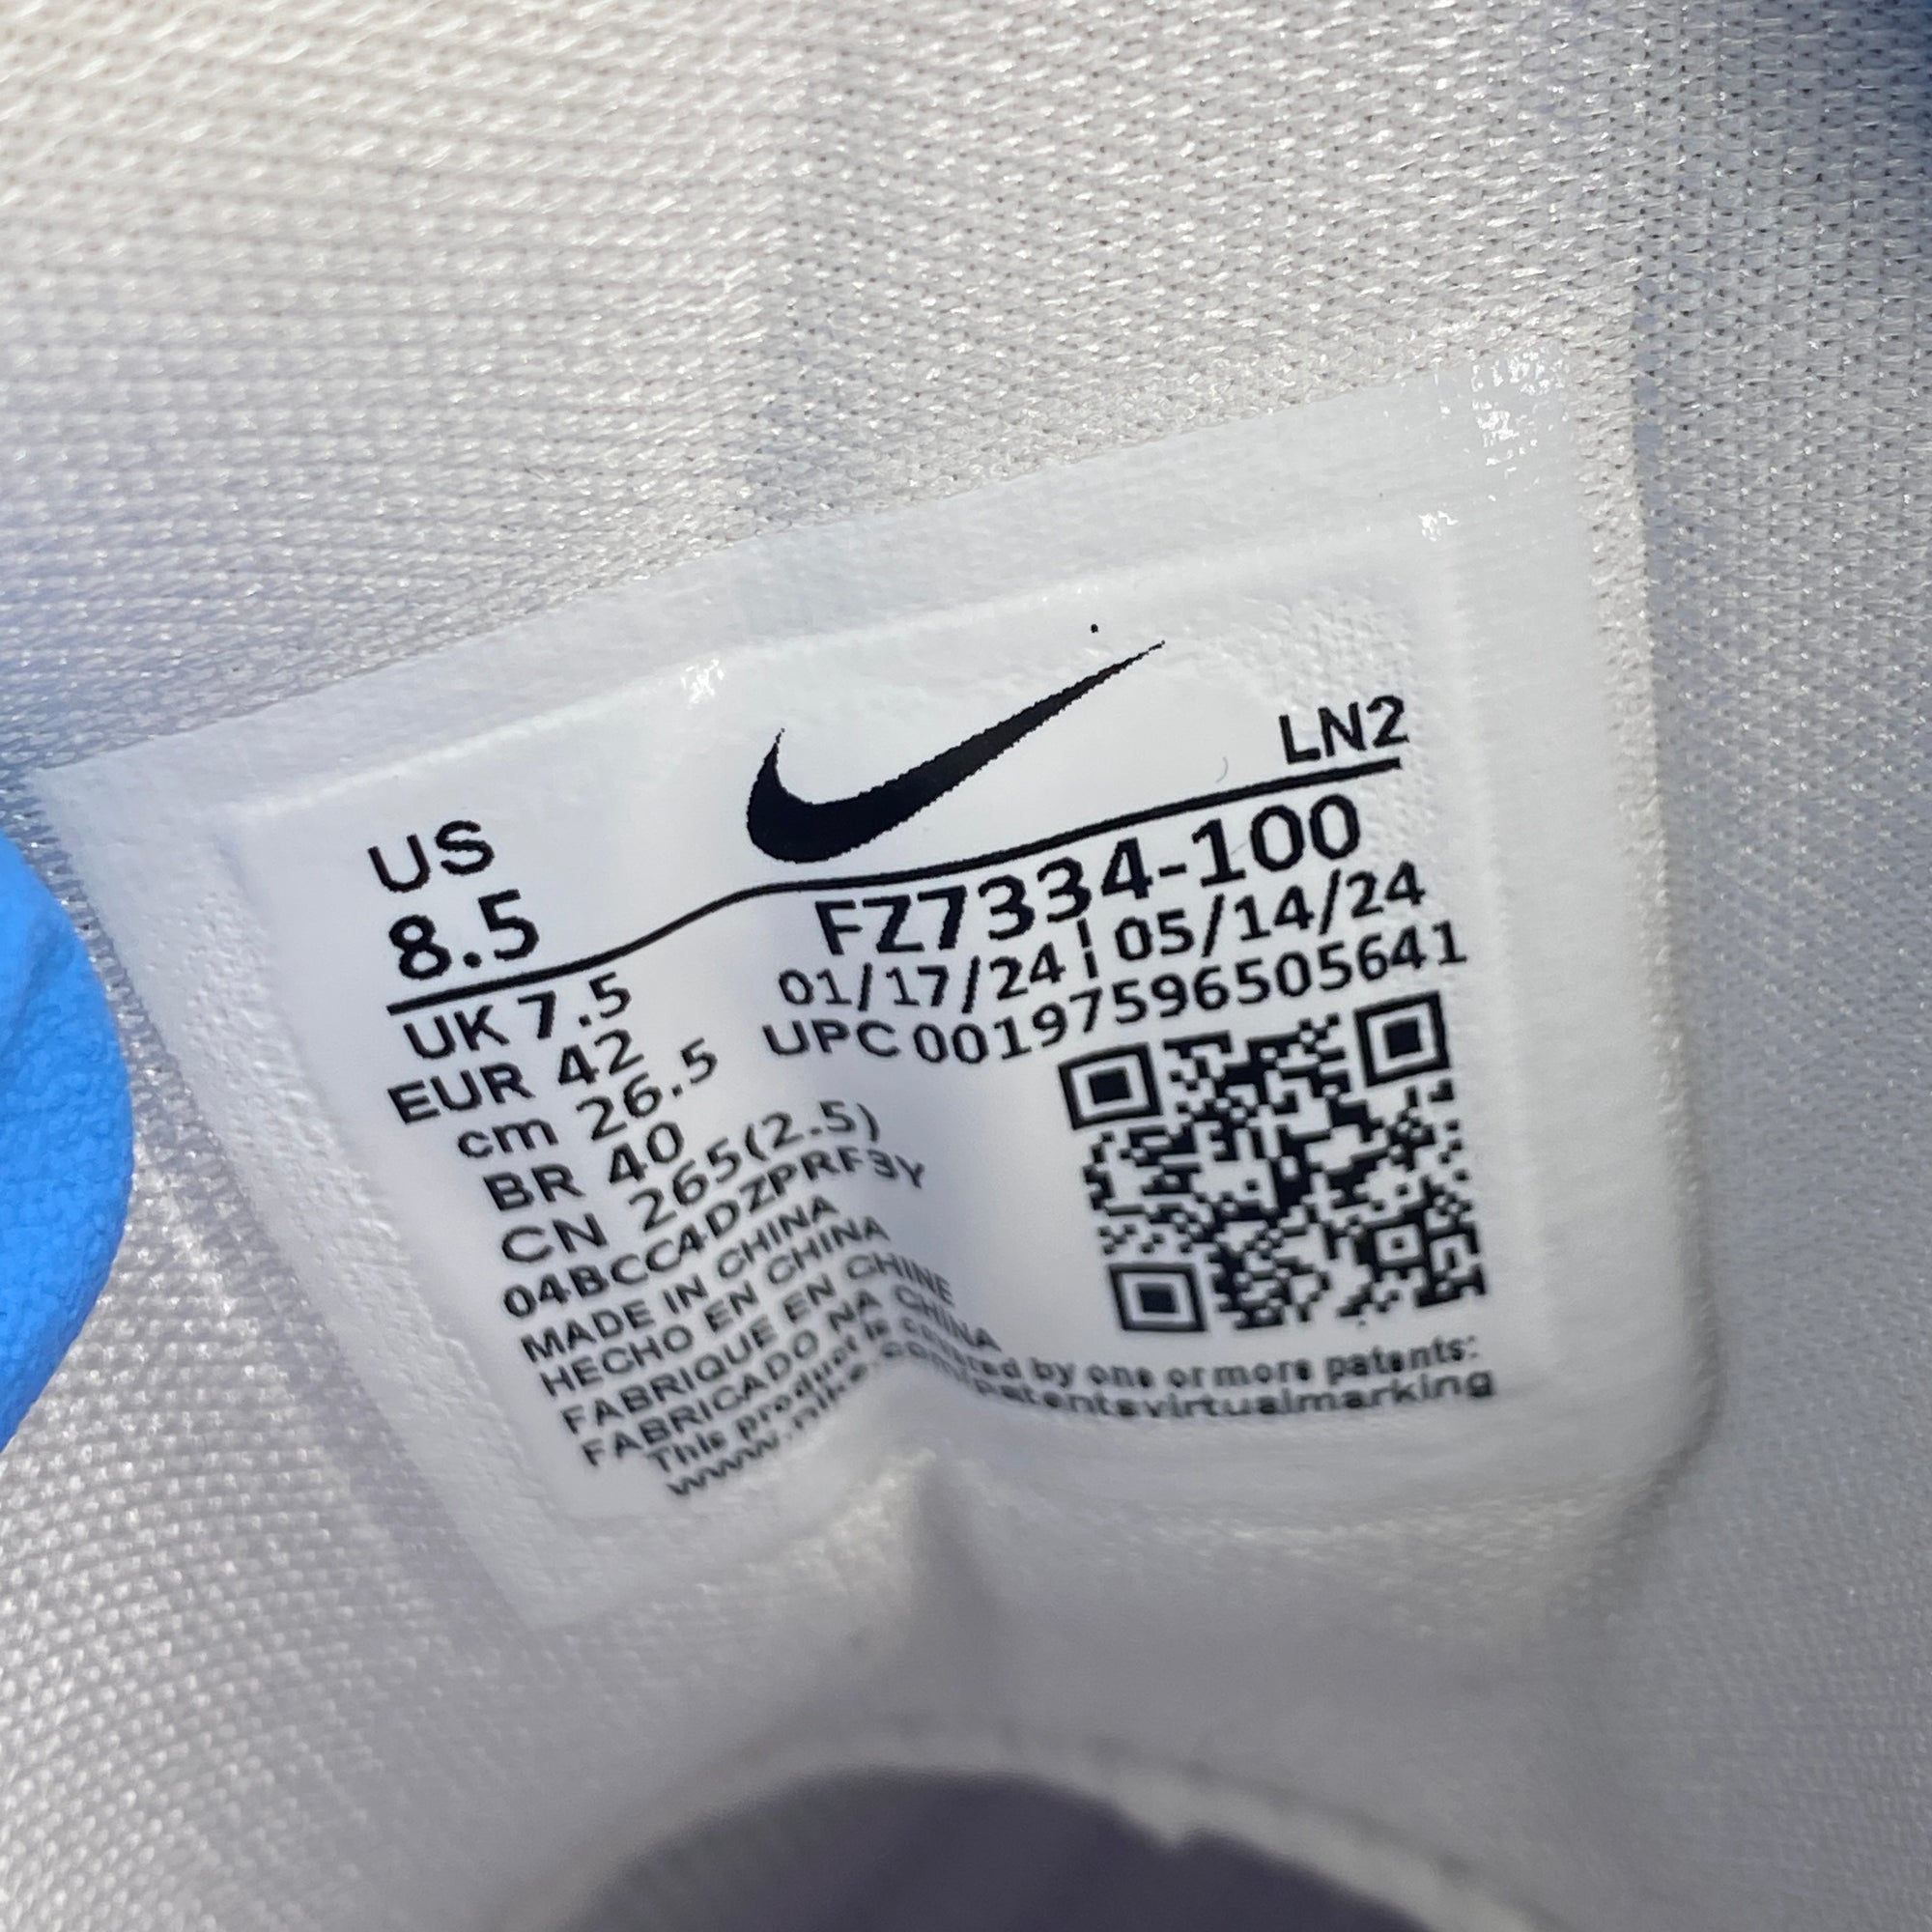 US
8.5
LN2
FZ7334-100
01/17/24 | 05/14/24
UPC 00197596505641
UK 7.5
EUR 42
cm 26.5
BR 40
CN 265(2.5)
04BCC4DZPRF3Y
MADE IN CHINA
HECHO EN CHINA
FABRIQUE EN CHINE
FABRICADO NA CHINA
This product is covered by one or more patents:
www.nike.com/patentsvirtualmarking